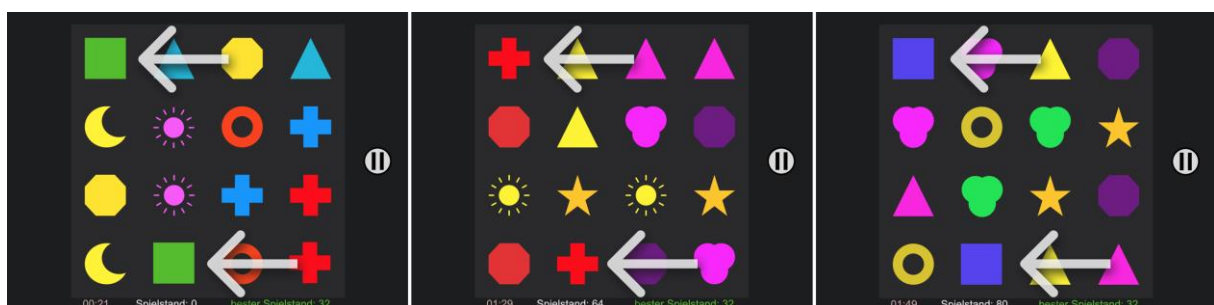 00:21 Spielstand: 0 bester Spielstand: 32
01:29 Spielstand: 64 bester Spielstand: 32
01:49 Spielstand: 80 bester Spielstand: 32